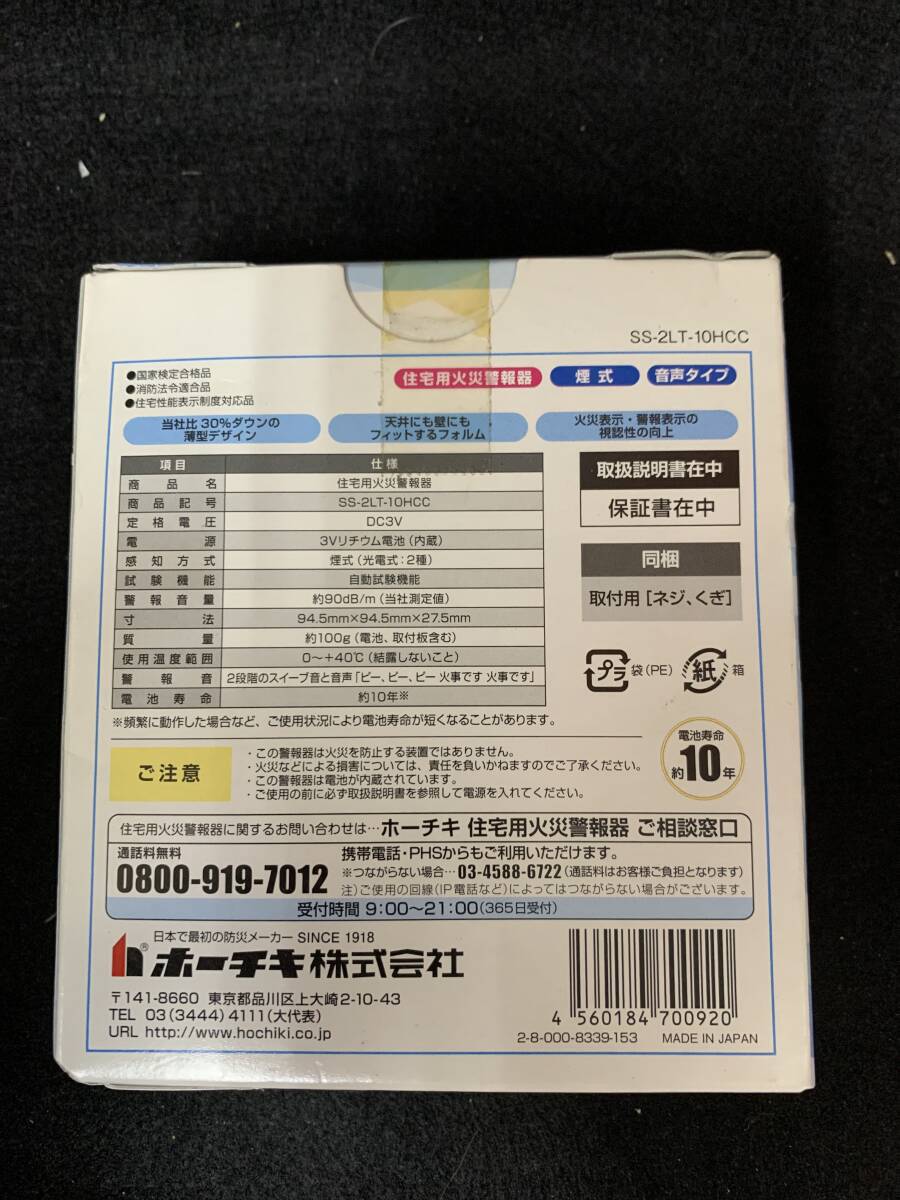 SS-2LT-10HCC
●国家検定合格品
●消防法令適合品
●住宅性能表示制度対応品
住宅用火災警報器 煙式 音声タイプ
当社比 30%ダウンの
薄型デザイン
天井にも壁にも
フィットするフォルム
火災表示・警報表示の
視認性の向上
項目 仕様
商品名 住宅用火災警報器
商品記号 SS-2LT-10HCC
定格電圧 DC3V
電源 3Vリチウム電池(内蔵)
感知方式 煙式(光電式:2種)
試験機能 自動試験機能
警報音量 約90dB/m(当社測定値)
寸法 94.5mm×94.5mm×27.5mm
質量 約100g(電池、取付板含む)
使用温度範囲 0〜+40℃(結露しないこと)
警報音 2段階のスイープ音と音声「ピー、ピー、ピー 火事です 火事です」
電池寿命 約10年※
※頻繁に動作した場合など、ご使用状況により電池寿命が短くなることがあります。
取扱説明書在中
保証書在中
同梱
取付用[ネジ、くぎ]
プラ 袋(PE) 紙 箱
電池寿命
約10年
ご注意
・この警報器は火災を防止する装置ではありません。
・火災などによる損害については、責任を負いかねますのでご了承ください。
・この警報器は電池が内蔵されています。
・ご使用の前に必ず取扱説明書を参照して電源を入れてください。
住宅用火災警報器に関するお問い合わせは…ホーチキ 住宅用火災警報器 ご相談窓口
通話料無料
0800-919-7012
携帯電話・PHSからもご利用いただけます。
※つながらない場合…03-4588-6722(通話料はお客様ご負担となります)
注)ご使用の回線(IP電話など)によってはつながらない場合がございます。
受付時間 9:00〜21:00(365日受付)
日本で最初の防災メーカー SINCE 1918
® ホーチキ株式会社
〒141-8660 東京都品川区上大崎2-10-43
TEL 03(3444)4111(大代表)
URL http://www.hochiki.co.jp
4 560184 700920
2-8-000-8339-153 MADE IN JAPAN